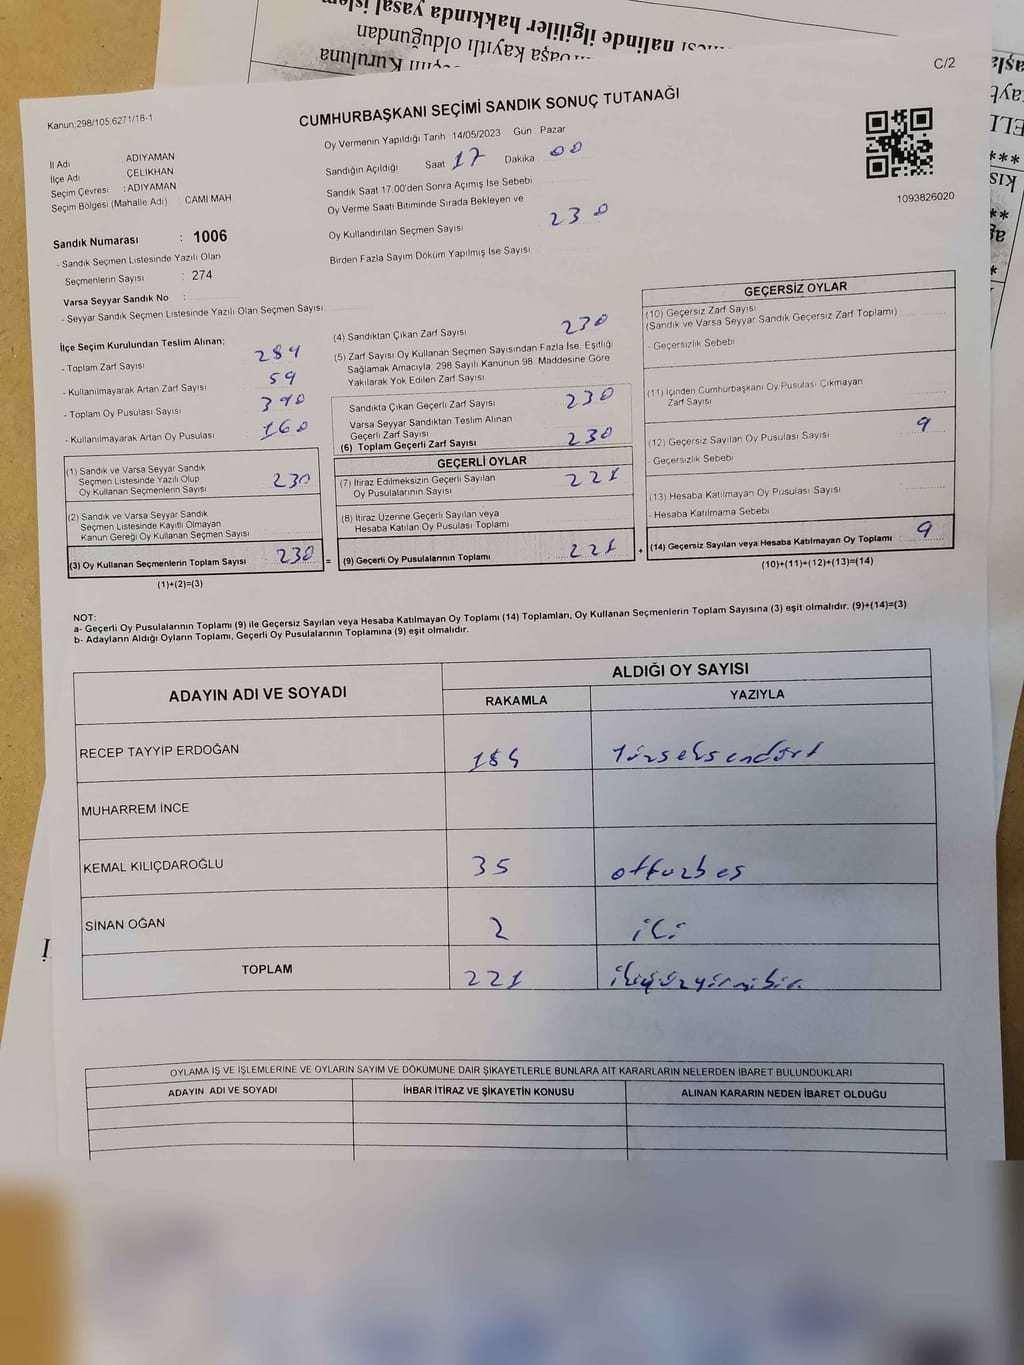 C/2
Kanun:298/105.6271/18-1
CUMHURBAŞKANI SEÇİMİ SANDIK SONUÇ TUTANAĞI
İl Adı ADIYAMAN
İlçe Adı ÇELİKHAN
Seçim Çevresi : ADIYAMAN
Seçim Bölgesi (Mahalle Adı) CAMİ MAH
Oy Vermenin Yapıldığı Tarih 14/05/2023 Gün Pazar
Sandığın Açıldığı Saat 17 Dakika 00
Sandık Saat 17:00'den Sonra Açımış İse Sebebi
Oy Verme Saati Bitiminde Sırada Bekleyen ve
Oy Kullandırılan Seçmen Sayısı 230
Birden Fazla Sayım Döküm Yapılmış İse Sayısı
1093826020
Sandık Numarası : 1006
- Sandık Seçmen Listesinde Yazılı Olan
Seçmenlerin Sayısı : 274
Varsa Seyyar Sandık No :
- Seyyar Sandık Seçmen Listesinde Yazılı Olan Seçmen Sayısı:
İlçe Seçim Kurulundan Teslim Alınan;
- Toplam Zarf Sayısı 289
- Kullanılmayarak Artan Zarf Sayısı 59
- Toplam Oy Pusulası Sayısı 390
- Kullanılmayarak Artan Oy Pusulası 160
(1) Sandık ve Varsa Seyyar Sandık
Seçmen Listesinde Yazılı Olup
Oy Kullanan Seçmenlerin Sayısı 230
(2) Sandık ve Varsa Seyyar Sandık
Seçmen Listesinde Kayıtlı Olmayan
Kanun Gereği Oy Kullanan Seçmen Sayısı
(3) Oy Kullanan Seçmenlerin Toplam Sayısı 230 =
(1)+(2)=(3)
(4) Sandıktan Çıkan Zarf Sayısı 230
(5) Zarf Sayısı Oy Kullanan Seçmen Sayısından Fazla İse, Eşitliği
Sağlamak Amacıyla, 298 Sayılı Kanunun 98. Maddesine Göre
Yakılarak Yok Edilen Zarf Sayısı
Sandıkta Çıkan Geçerli Zarf Sayısı 230
Varsa Seyyar Sandıktan Teslim Alınan
Geçerli Zarf Sayısı
(6) Toplam Geçerli Zarf Sayısı 230
GEÇERLİ OYLAR
(7) İtiraz Edilmeksizin Geçerli Sayılan
Oy Pusulalarının Sayısı 221
(8) İtiraz Üzerine Geçerli Sayılan veya
Hesaba Katılan Oy Pusulası Toplamı
(9) Geçerli Oy Pusulalarının Toplamı 221 +
GEÇERSİZ OYLAR
(10) Geçersiz Zarf Sayısı
(Sandık ve Varsa Seyyar Sandık Geçersiz Zarf Toplamı) :
- Geçersizlik Sebebi
(11) İçinden Cumhurbaşkanı Oy Pusulası Çıkmayan
Zarf Sayısı
(12) Geçersiz Sayılan Oy Pusulası Sayısı 9
- Geçersizlik Sebebi
(13) Hesaba Katılmayan Oy Pusulası Sayısı
- Hesaba Katılmama Sebebi
(14) Geçersiz Sayılan veya Hesaba Katılmayan Oy Toplamı : 9
(10)+(11)+(12)+(13)=(14)
NOT:
a- Geçerli Oy Pusulalarının Toplamı (9) ile Geçersiz Sayılan veya Hesaba Katılmayan Oy Toplamı (14) Toplamları, Oy Kullanan Seçmenlerin Toplam Sayısına (3) eşit olmalıdır. (9)+(14)=(3)
b- Adayların Aldığı Oyların Toplamı, Geçerli Oy Pusulalarının Toplamına (9) eşit olmalıdır.
ADAYIN ADI VE SOYADI ALDIĞI OY SAYISI
RAKAMLA YAZIYLA
RECEP TAYYİP ERDOĞAN 184 Yüzseksendört
MUHARREM İNCE
KEMAL KILIÇDAROĞLU 35 ottuzbeş
SİNAN OĞAN 2 iki
TOPLAM 221 ikiyüzyirmibir
OYLAMA İŞ VE İŞLEMLERİNE VE OYLARIN SAYIM VE DÖKÜMÜNE DAİR ŞİKAYETLERLE BUNLARA AİT KARARLARIN NELERDEN İBARET BULUNDUKLARI
ADAYIN ADI VE SOYADI İHBAR İTİRAZ VE ŞİKAYETİN KONUSU ALINAN KARARIN NEDEN İBARET OLDUĞU